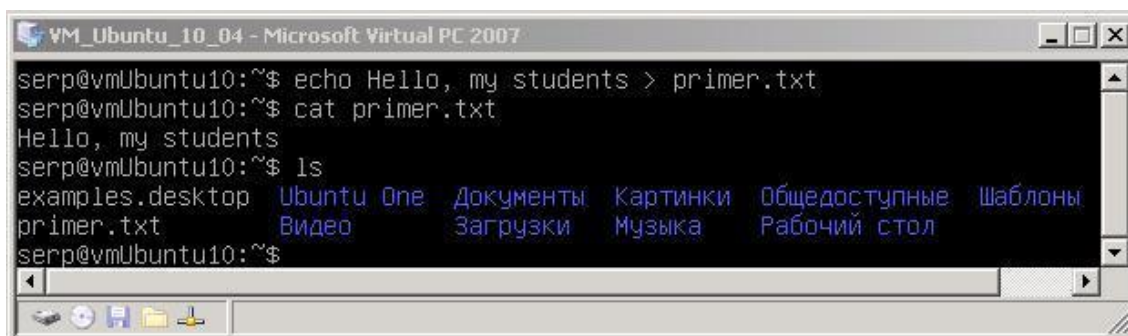 VM_Ubuntu_10_04 - Microsoft Virtual PC 2007
serp@vmUbuntu10:~$ echo Hello, my students > primer.txt
serp@vmUbuntu10:~$ cat primer.txt
Hello, my students
serp@vmUbuntu10:~$ ls
examples.desktop  Ubuntu One  Документы  Картинки  Общедоступные  Шаблоны
primer.txt        Видео       Загрузки   Музыка    Рабочий стол
serp@vmUbuntu10:~$